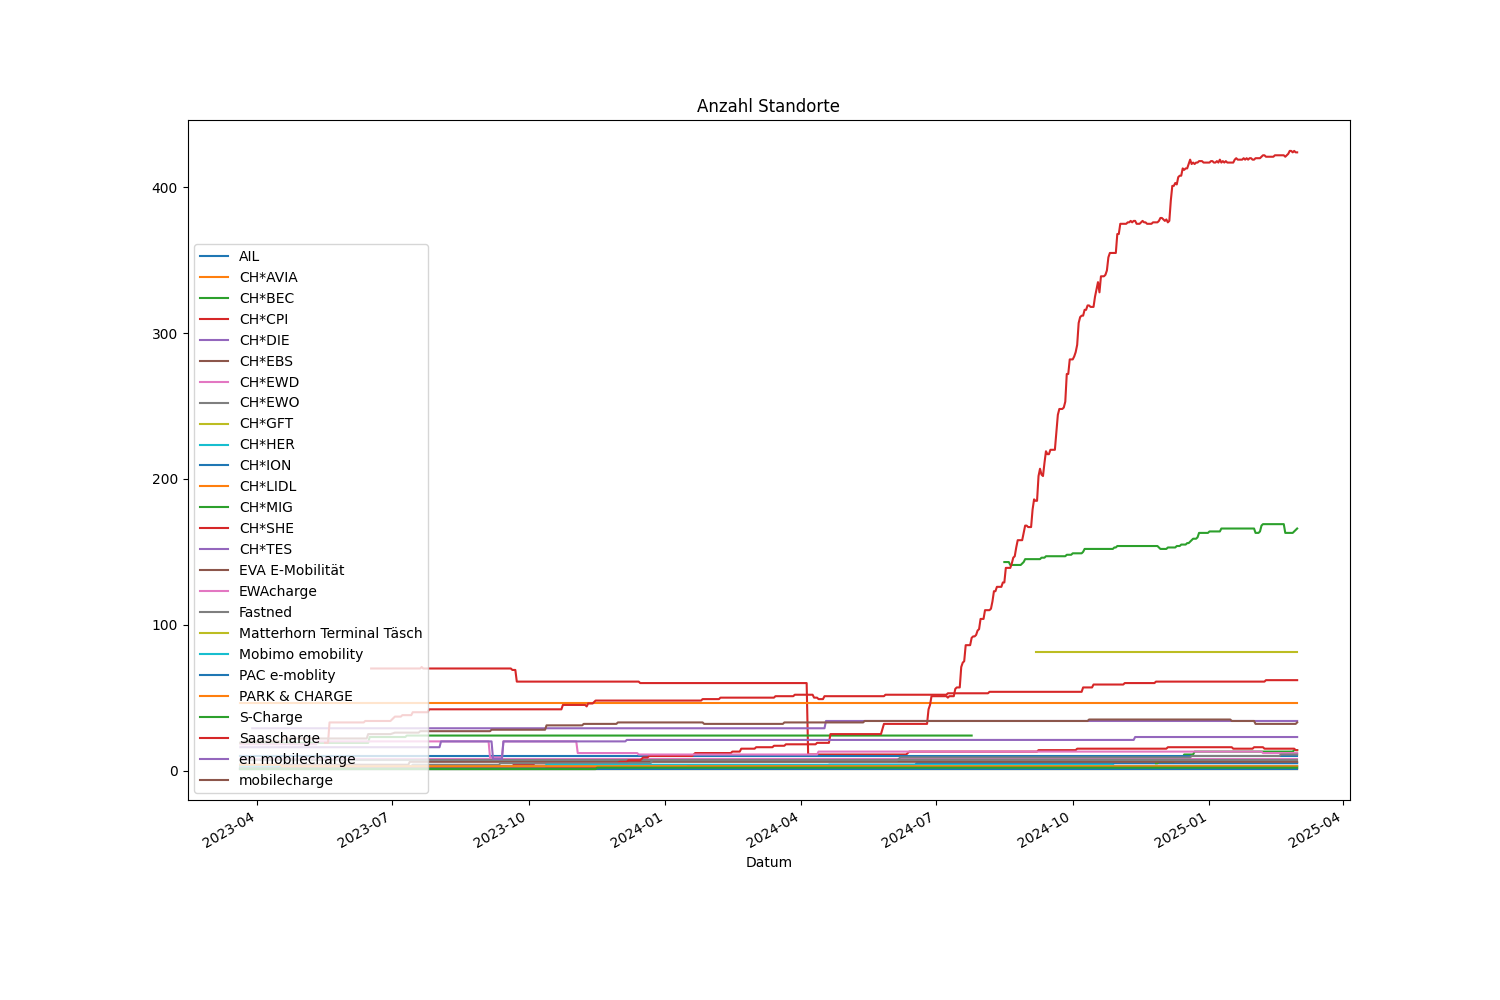 Anzahl Standorte
400
300
200
100
0
AIL
CH*AVIA
CH*BEC
CH*CPI
CH*DIE
CH*EBS
CH*EWD
CH*EWO
CH*GFT
CH*HER
CH*ION
CH*LIDL
CH*MIG
CH*SHE
CH*TES
EVA E-Mobilität
EWAcharge
Fastned
Matterhorn Terminal Täsch
Mobimo emobility
PAC e-moblity
PARK & CHARGE
S-Charge
Saascharge
en mobilecharge
mobilecharge
2023-04
2023-07
2023-10
2024-01
2024-04
2024-07
2024-10
2025-01
2025-04
Datum